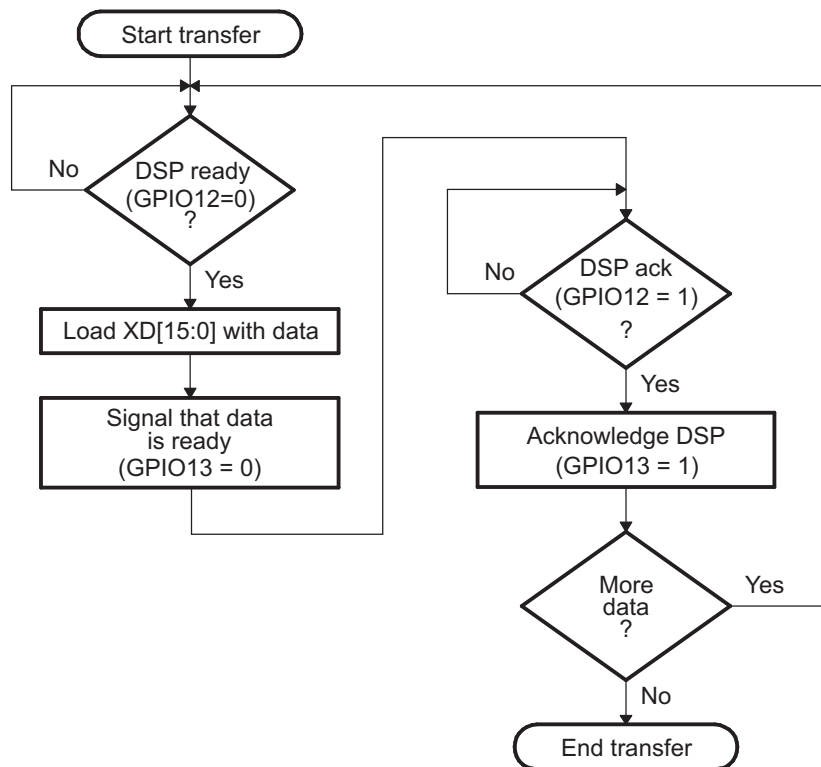 Start transfer
No
DSP ready
(GPIO12=0)
?
Yes
Load XD[15:0] with data
Signal that data
is ready
(GPIO13 = 0)
No
DSP ack
(GPIO12 = 1)
?
Yes
Acknowledge DSP
(GPIO13 = 1)
More
data
?
Yes
No
End transfer